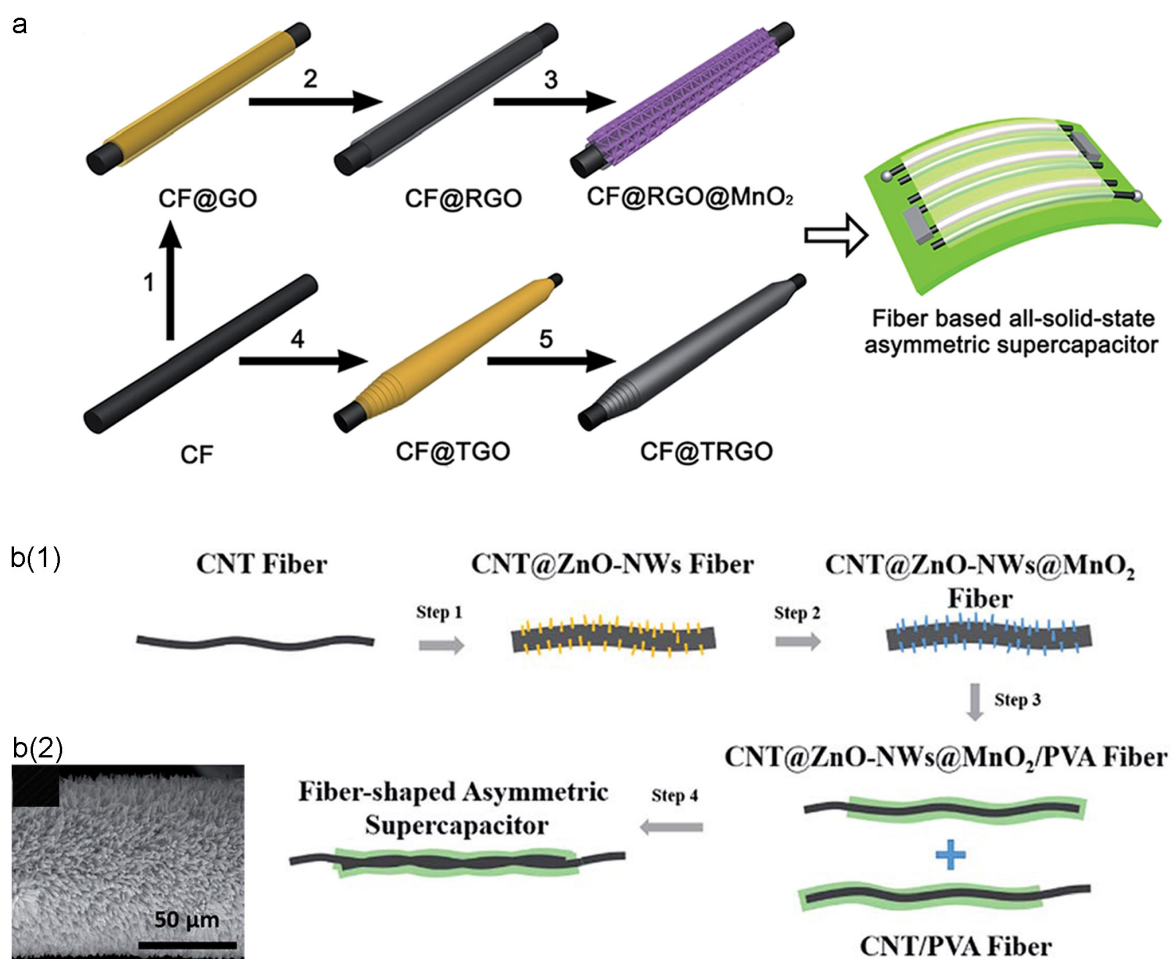 a
2
3
CF@GO
CF@RGO
CF@RGO@MnO₂
1
4
5
Fiber based all-solid-state
asymmetric supercapacitor
CF
CF@TGO
CF@TRGO
b(1)
CNT Fiber
CNT@ZnO-NWs Fiber
CNT@ZnO-NWs@MnO₂
Fiber
Step 1
Step 2
Step 3
b(2)
CNT@ZnO-NWs@MnO₂/PVA Fiber
Fiber-shaped Asymmetric
Supercapacitor
Step 4
+
50 μm
CNT/PVA Fiber